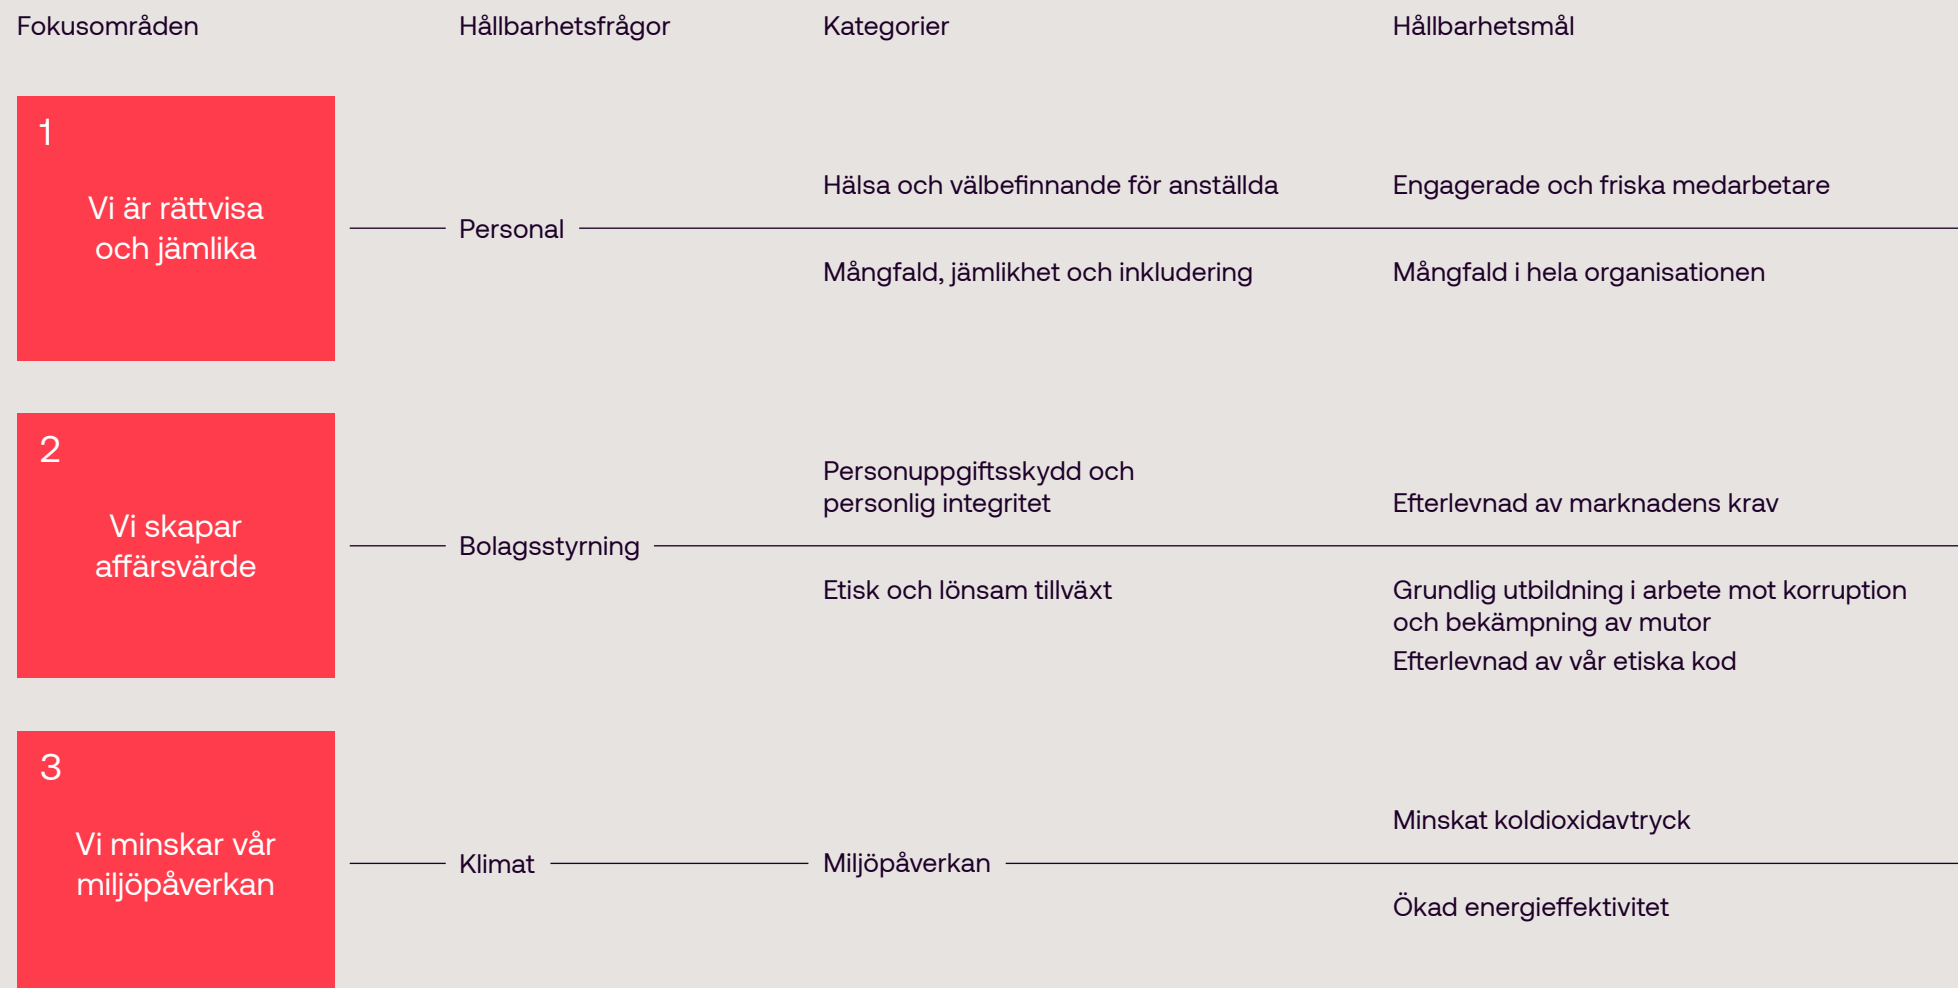 Fokusområden
Hållbarhetsfrågor
Kategorier
Hållbarhetsmål
1
Vi är rättvisa
och jämlika
Personal
Hälsa och välbefinnande för anställda
Engagerade och friska medarbetare
Mångfald, jämlikhet och inkludering
Mångfald i hela organisationen
2
Vi skapar
affärsvärde
Bolagsstyrning
Personuppgiftsskydd och
personlig integritet
Efterlevnad av marknadens krav
Etisk och lönsam tillväxt
Grundlig utbildning i arbete mot korruption
och bekämpning av mutor
Efterlevnad av vår etiska kod
3
Vi minskar vår
miljöpåverkan
Klimat
Miljöpåverkan
Minskat koldioxidavtryck
Ökad energieffektivitet